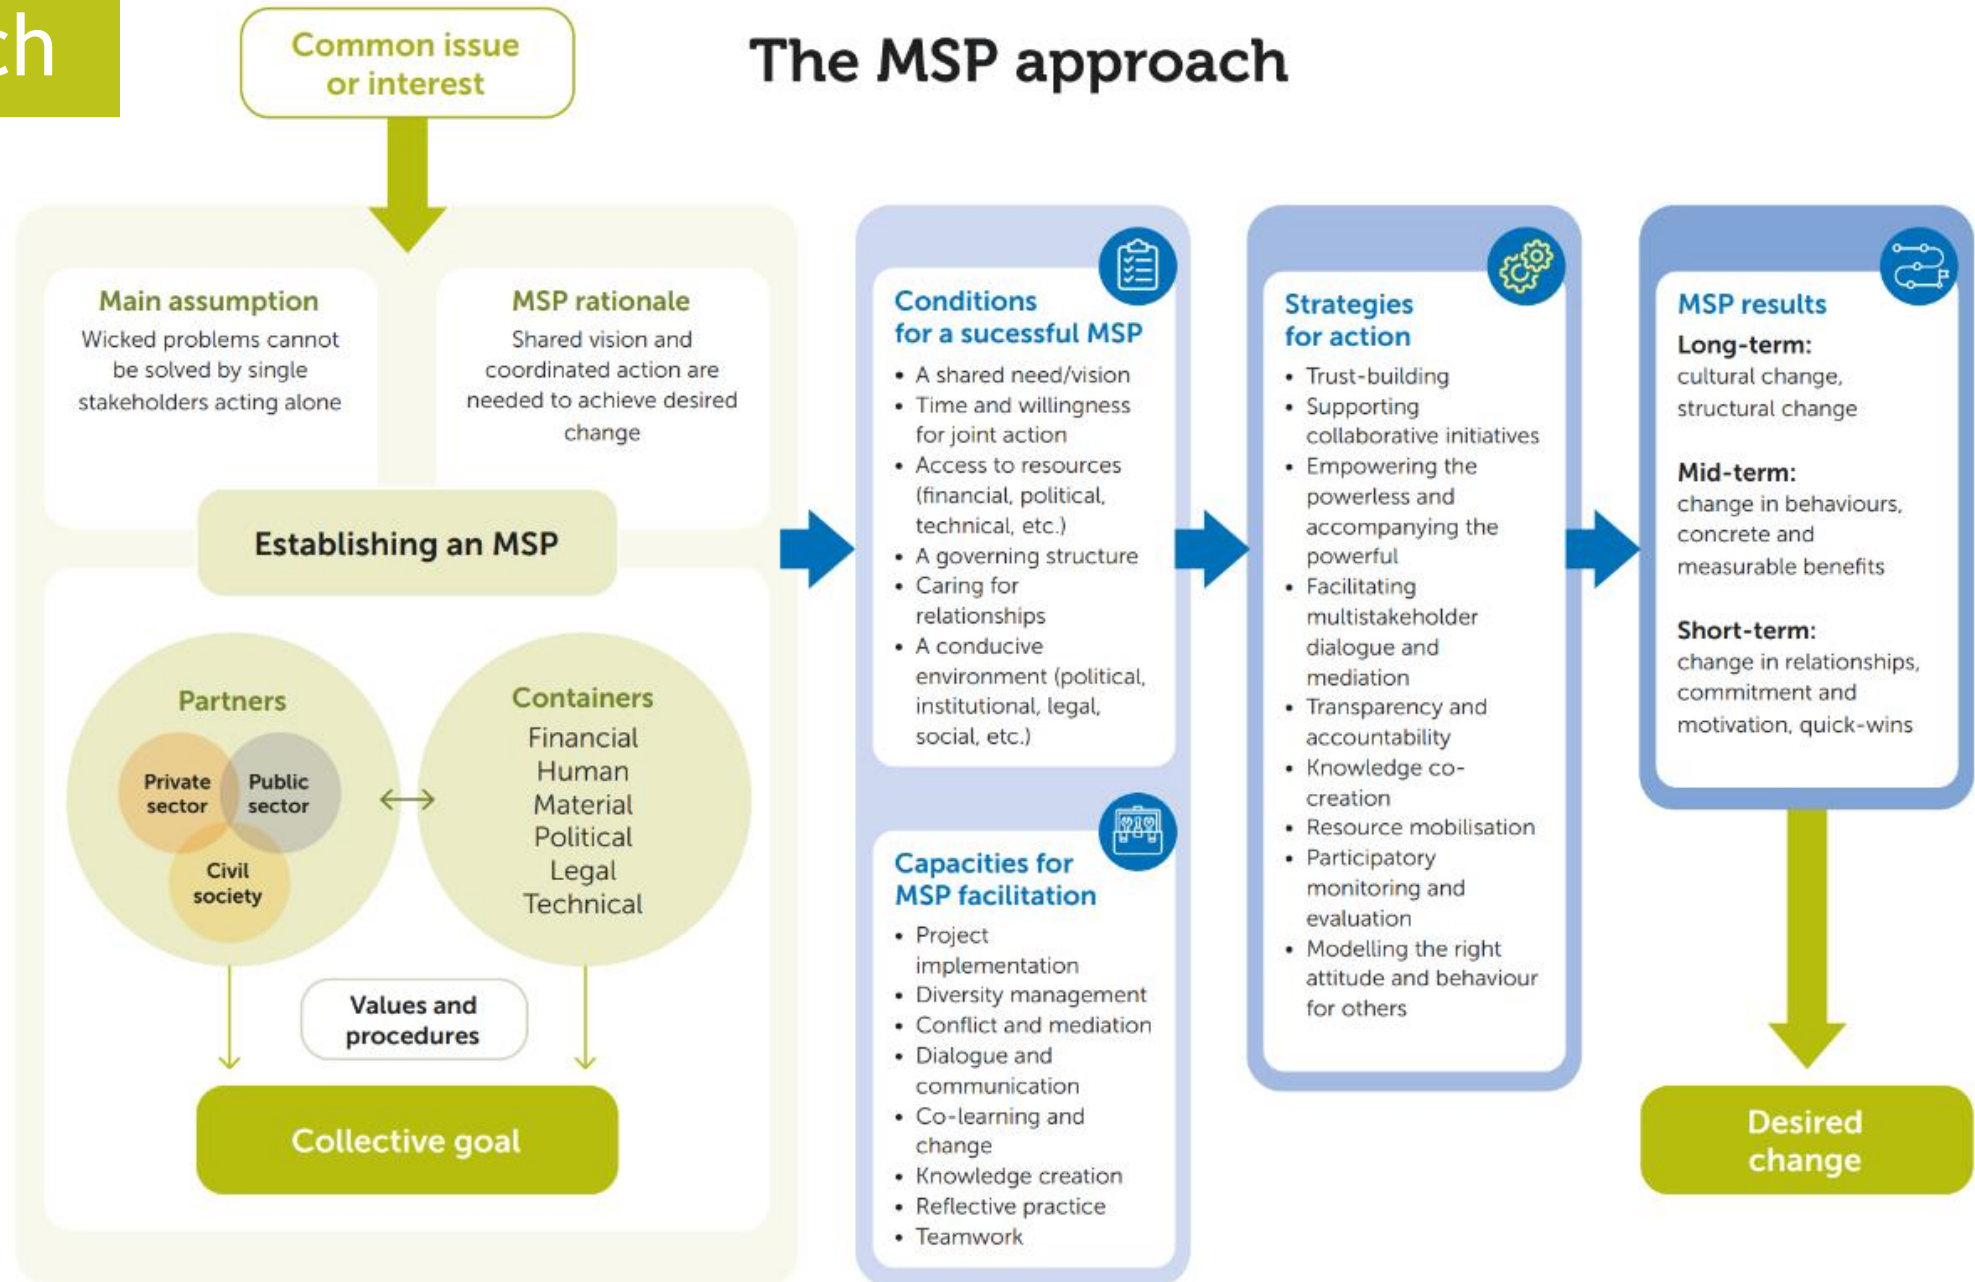 ch
Common issue
or interest
The MSP approach
Main assumption
Wicked problems cannot
be solved by single
stakeholders acting alone
MSP rationale
Shared vision and
coordinated action are
needed to achieve desired
change
Establishing an MSP
Partners
Private
sector
Public
sector
Civil
society
Containers
Financial
Human
Material
Political
Legal
Technical
Values and
procedures
Collective goal
Conditions
for a sucessful MSP
• A shared need/vision
• Time and willingness
for joint action
• Access to resources
(financial, political,
technical, etc.)
• A governing structure
• Caring for
relationships
• A conducive
environment (political,
institutional, legal,
social, etc.)
Capacities for
MSP facilitation
• Project
implementation
• Diversity management
• Conflict and mediation
• Dialogue and
communication
• Co-learning and
change
• Knowledge creation
• Reflective practice
• Teamwork
Strategies
for action
• Trust-building
• Supporting
collaborative initiatives
• Empowering the
powerless and
accompanying the
powerful
• Facilitating
multistakeholder
dialogue and
mediation
• Transparency and
accountability
• Knowledge co-
creation
• Resource mobilisation
• Participatory
monitoring and
evaluation
• Modelling the right
attitude and behaviour
for others
MSP results
Long-term:
cultural change,
structural change
Mid-term:
change in behaviours,
concrete and
measurable benefits
Short-term:
change in relationships,
commitment and
motivation, quick-wins
Desired
change